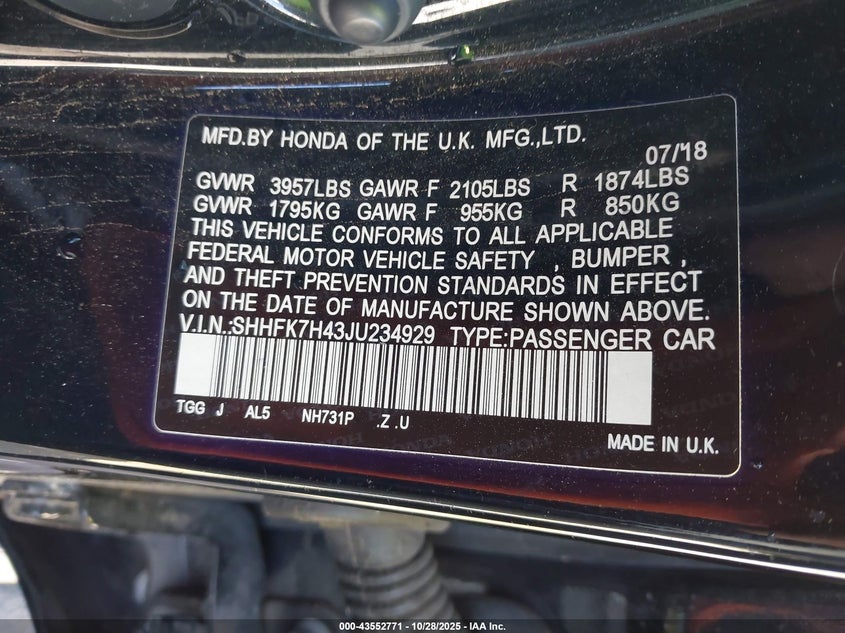 MFD.BY HONDA OF THE U.K. MFG.,LTD.
07/'18
GVWR 3957LBS GAWR F 2105LBS R 1874LBS
GVWR 1795KG GAWR F 955KG R 850KG
THIS VEHICLE CONFORMS TO ALL APPLICABLE
FEDERAL MOTOR VEHICLE SAFETY , BUMPER ,
AND THEFT PREVENTION STANDARDS IN EFFECT
ON THE DATE OF MANUFACTURE SHOWN ABOVE.
V.I.N.:SHHFK7H43JU234929 TYPE:PASSENGER CAR
TGG J AL5 NH731P .Z .U
MADE IN U.K.
HONDA
000-43552771 | 10/28/2025 | © IAA Inc.